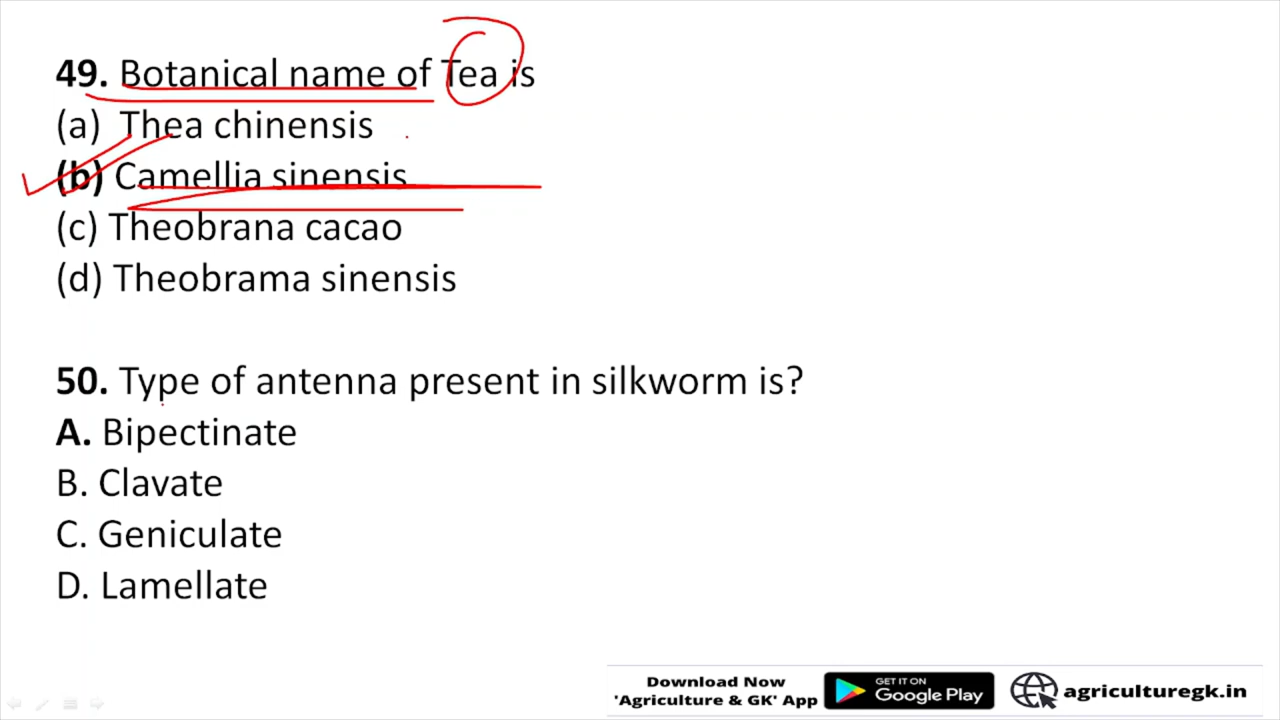 49. Botanical name of Tea is
(a) Thea chinensis
(b) Camellia sinensis
(c) Theobrana cacao
(d) Theobrama sinensis
50. Type of antenna present in silkworm is?
A. Bipectinate
B. Clavate
C. Geniculate
D. Lamellate
Download Now
'Agriculture & GK' App
GET IT ON
Google Play
agriculturegk.in